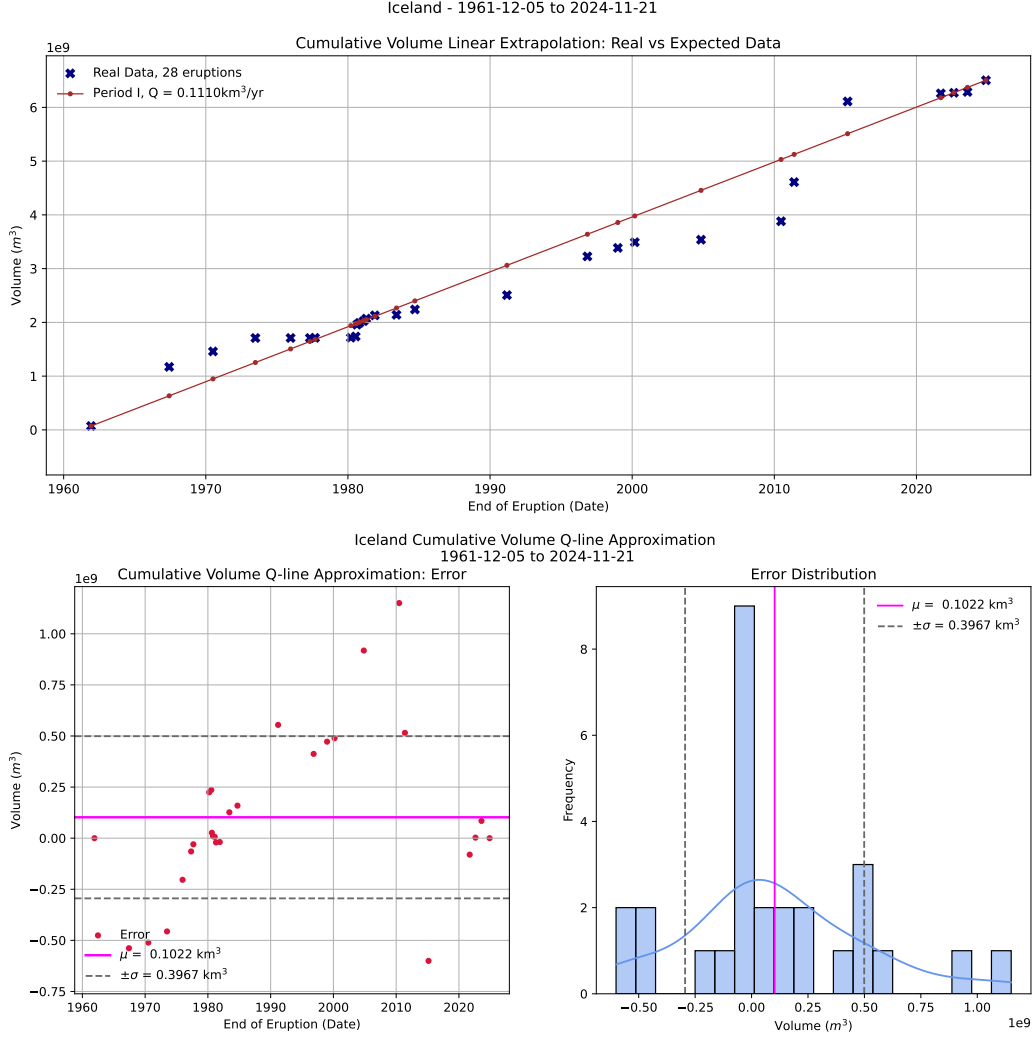 Iceland - 1961-12-05 to 2024-11-21
Cumulative Volume Linear Extrapolation: Real vs Expected Data
1e9
Real Data, 28 eruptions
Period I, Q = 0.1110km³/yr
6
5
4
3
2
1
0
Volume (m³)
1960 1970 1980 1990 2000 2010 2020
End of Eruption (Date)
Iceland Cumulative Volume Q-line Approximation
1961-12-05 to 2024-11-21
Cumulative Volume Q-line Approximation: Error
1e9
1.00
0.75
0.50
0.25
0.00
−0.25
−0.50
−0.75
Volume (m³)
Error
μ = 0.1022 km³
±σ = 0.3967 km³
1960 1970 1980 1990 2000 2010 2020
End of Eruption (Date)
Error Distribution
μ = 0.1022 km³
±σ = 0.3967 km³
8
6
4
2
0
Frequency
−0.50 −0.25 0.00 0.25 0.50 0.75 1.00
Volume (m³)
1e9